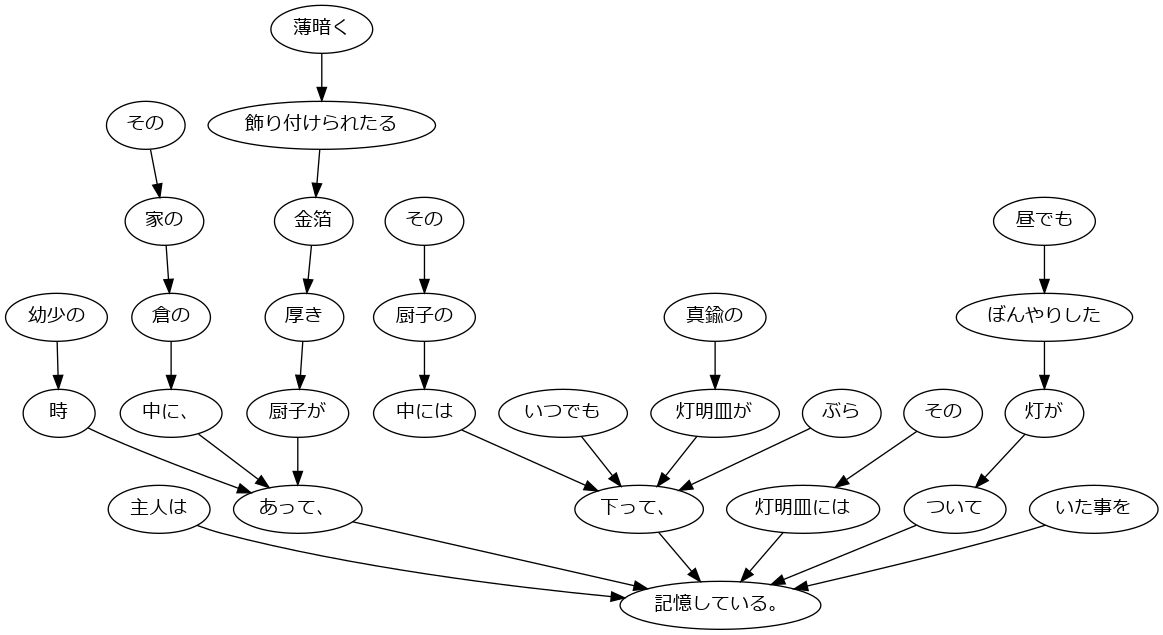 薄暗く
その
飾り付けられたる
家の
金箔
その
昼でも
幼少の
倉の
厚き
厨子の
真鍮の
ぼんやりした
時
中に、
厨子が
中には
いつでも
灯明皿が
ぶら
その
灯が
主人は
あって、
下って、
灯明皿には
ついて
いた事を
記憶している。